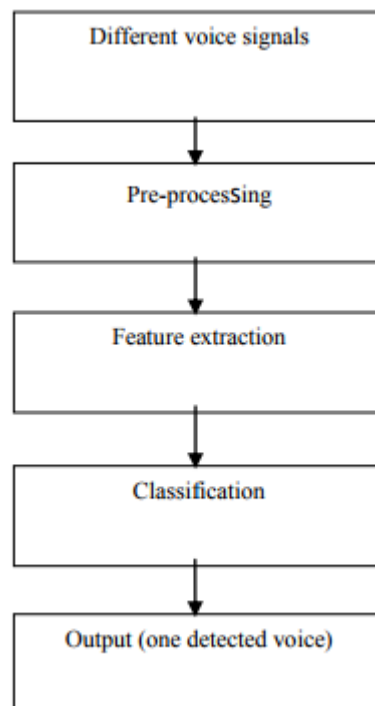 Different voice signals
Pre-processing
Feature extraction
Classification
Output (one detected voice)